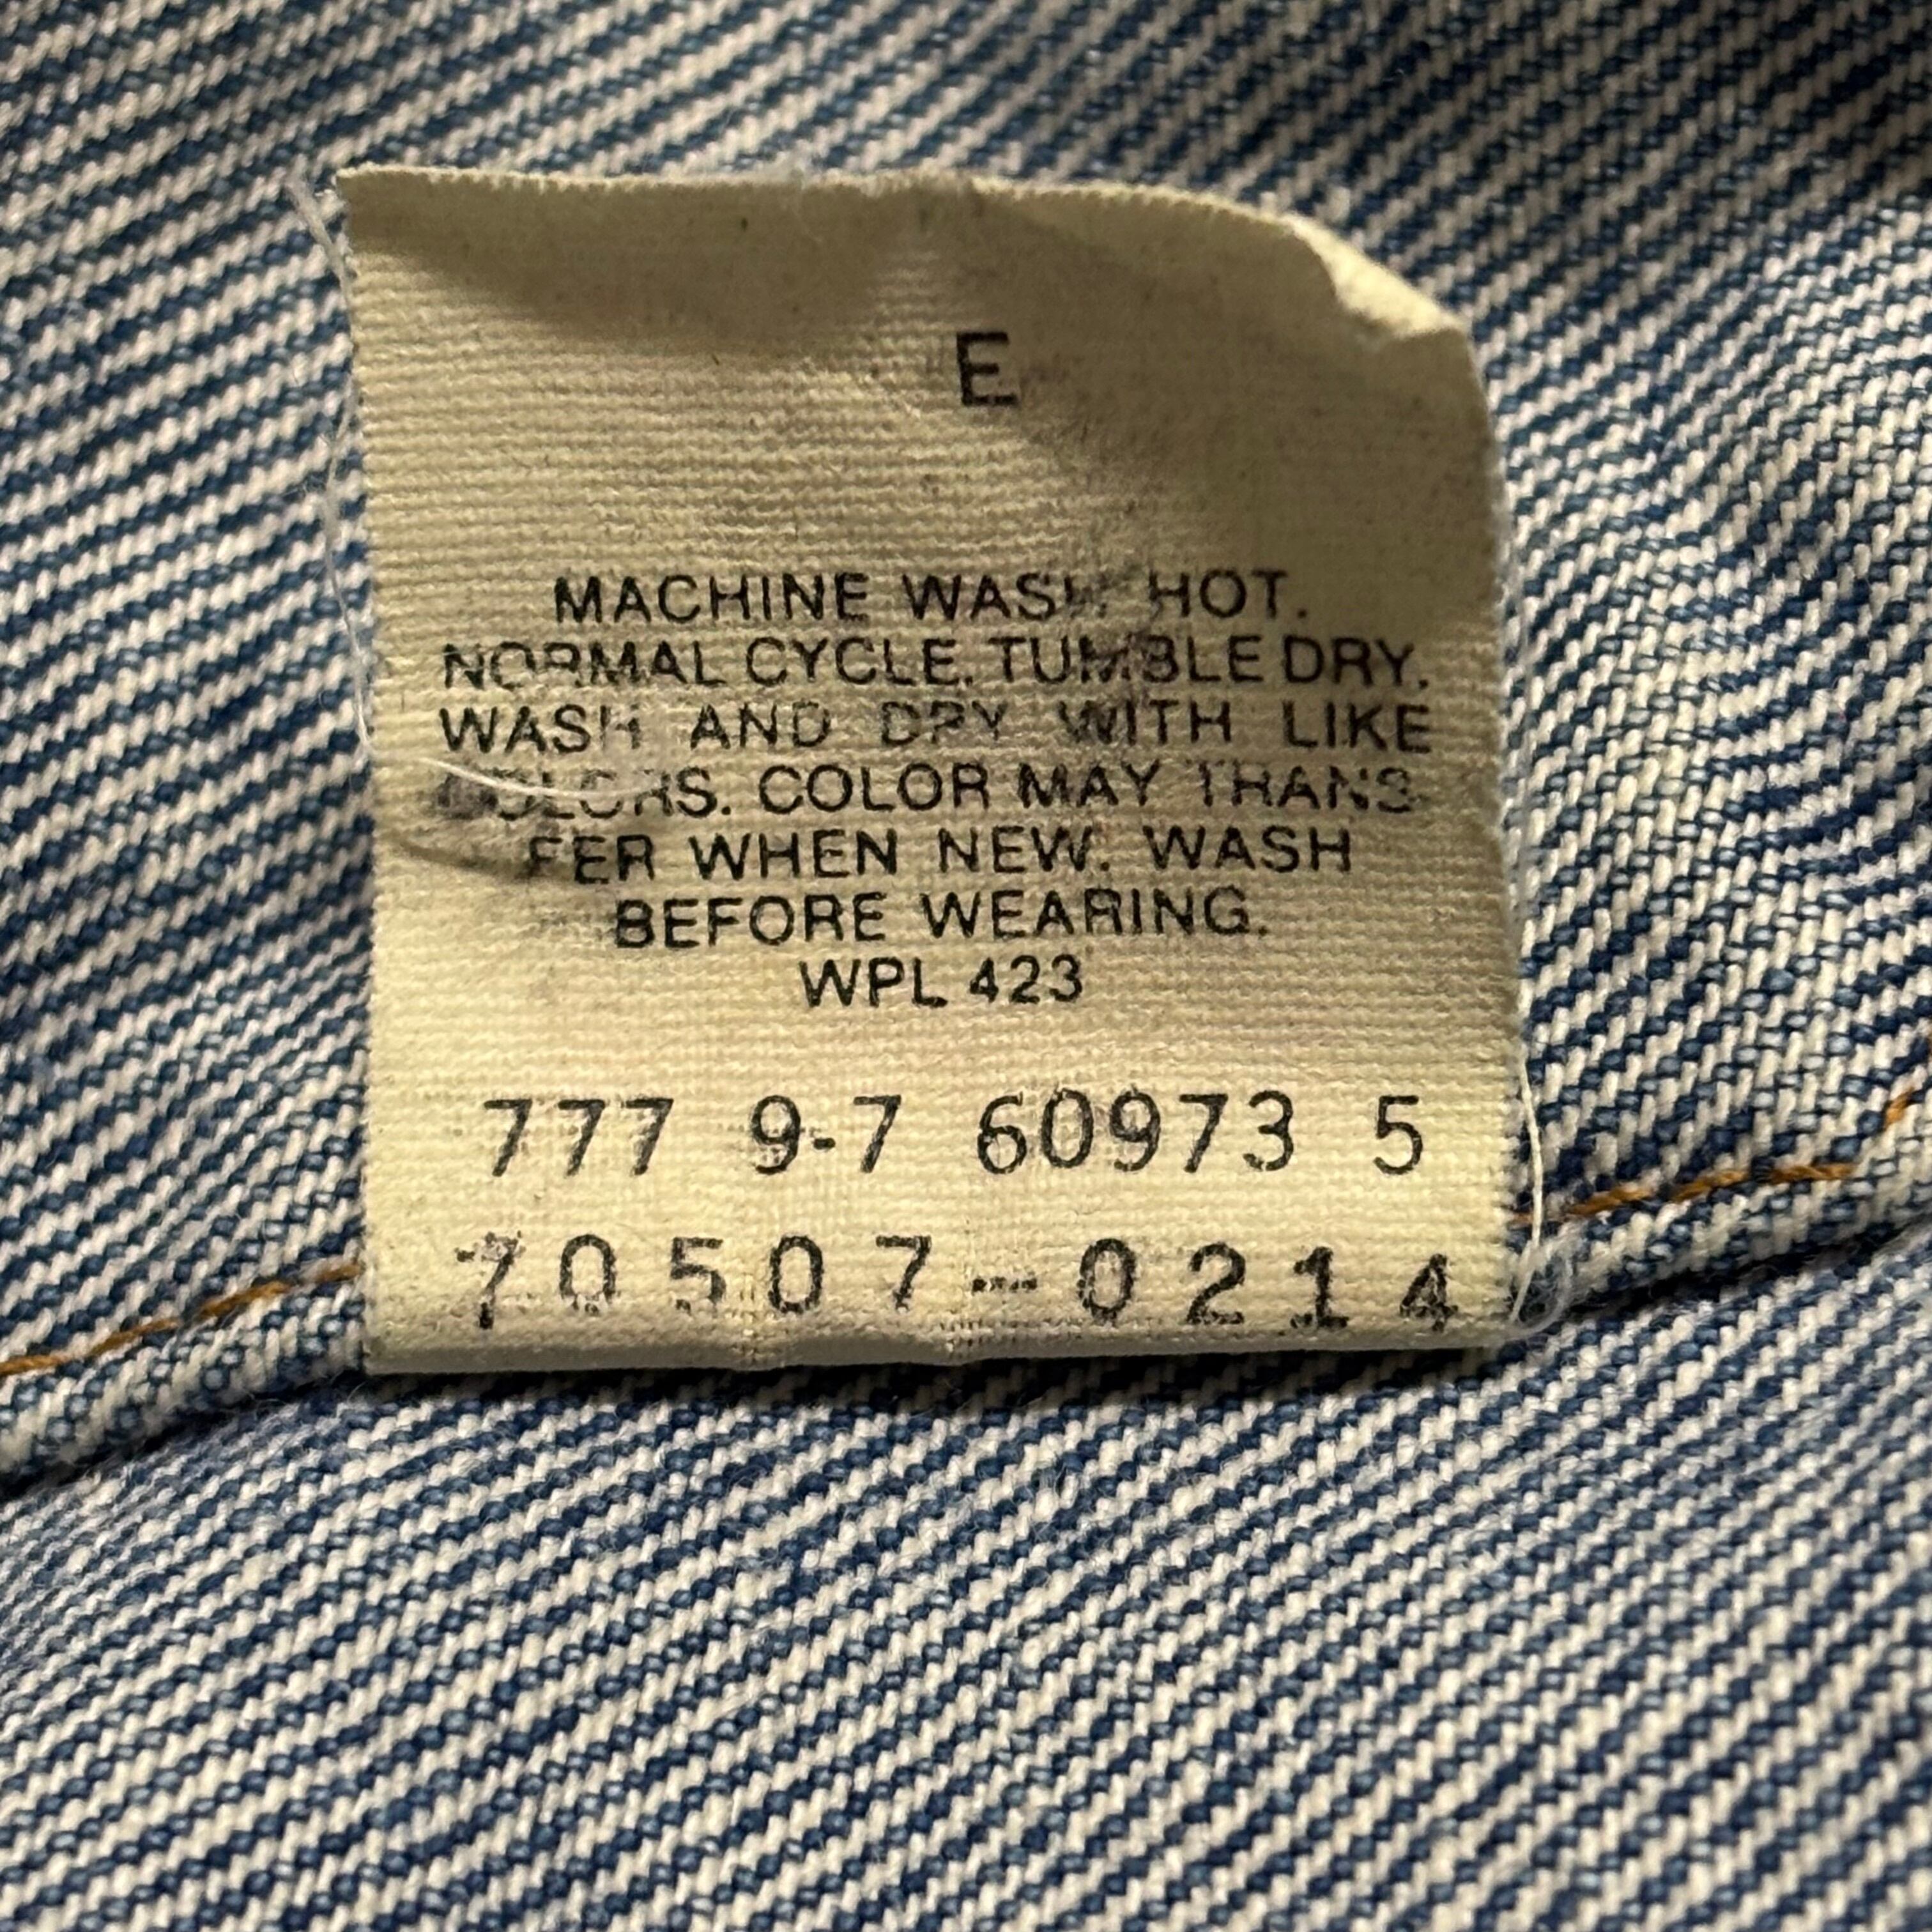 E
MACHINE WASH HOT.
NORMAL CYCLE. TUMBLE DRY.
WASH AND DRY WITH LIKE
COLORS. COLOR MAY TRANS-
FER WHEN NEW. WASH
BEFORE WEARING.
WPL 423
777 9-7 60973 5
70507-0214